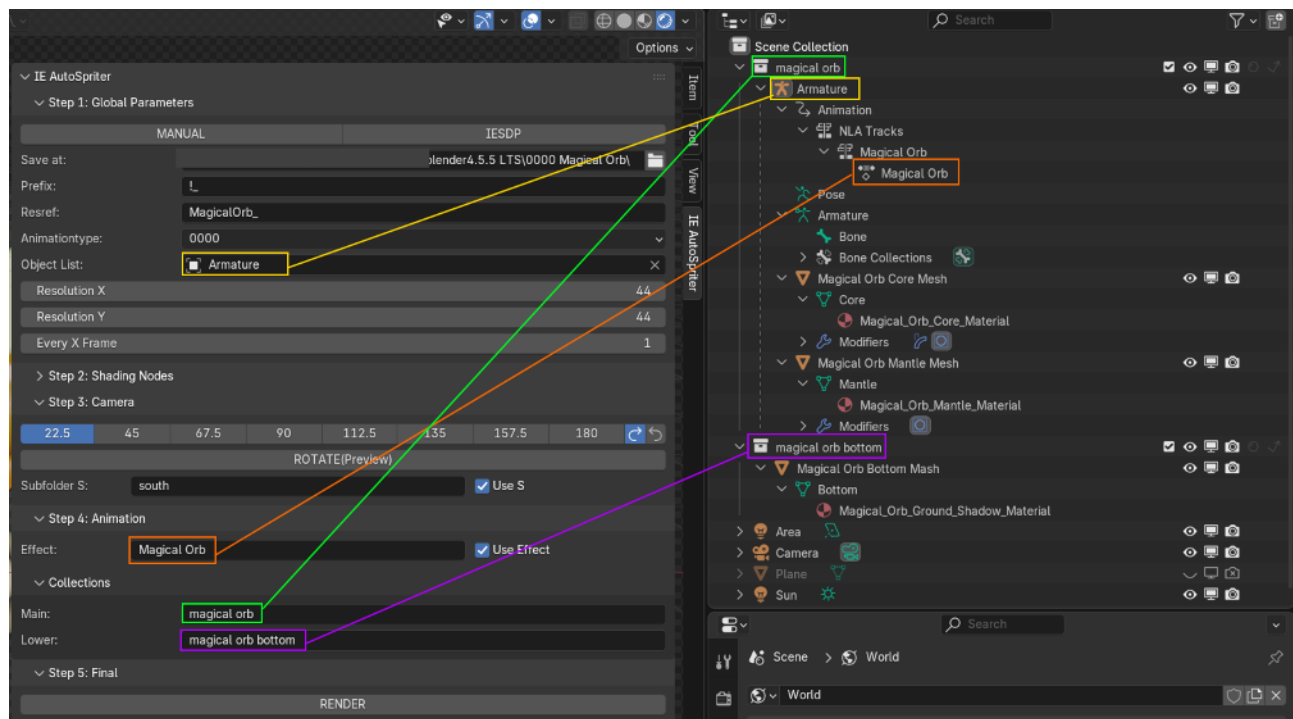 Options
IE AutoSpriter
Step 1: Global Parameters
MANUAL IESDP
Save at: blender4.5.5 LTS\0000 Magical Orb\
Prefix: !_
Resref: MagicalOrb_
Animationtype: 0000
Object List: Armature
Resolution X 44
Resolution Y 44
Every X Frame 1
Step 2: Shading Nodes
Step 3: Camera
22.5 45 67.5 90 112.5 135 157.5 180
ROTATE(Preview)
Subfolder S: south Use S
Step 4: Animation
Effect: Magical Orb Use Effect
Collections
Main: magical orb
Lower: magical orb bottom
Step 5: Final
RENDER
Item
Tool
View
IE AutoSpriter
Search
Scene Collection
magical orb
Armature
Animation
NLA Tracks
Magical Orb
Magical Orb
Pose
Armature
Bone
Bone Collections
Magical Orb Core Mesh
Core
Magical_Orb_Core_Material
Modifiers
Magical Orb Mantle Mesh
Mantle
Magical_Orb_Mantle_Material
Modifiers
magical orb bottom
Magical Orb Bottom Mash
Bottom
Magical_Orb_Ground_Shadow_Material
Area
Camera
Plane
Sun
Search
Scene > World
World